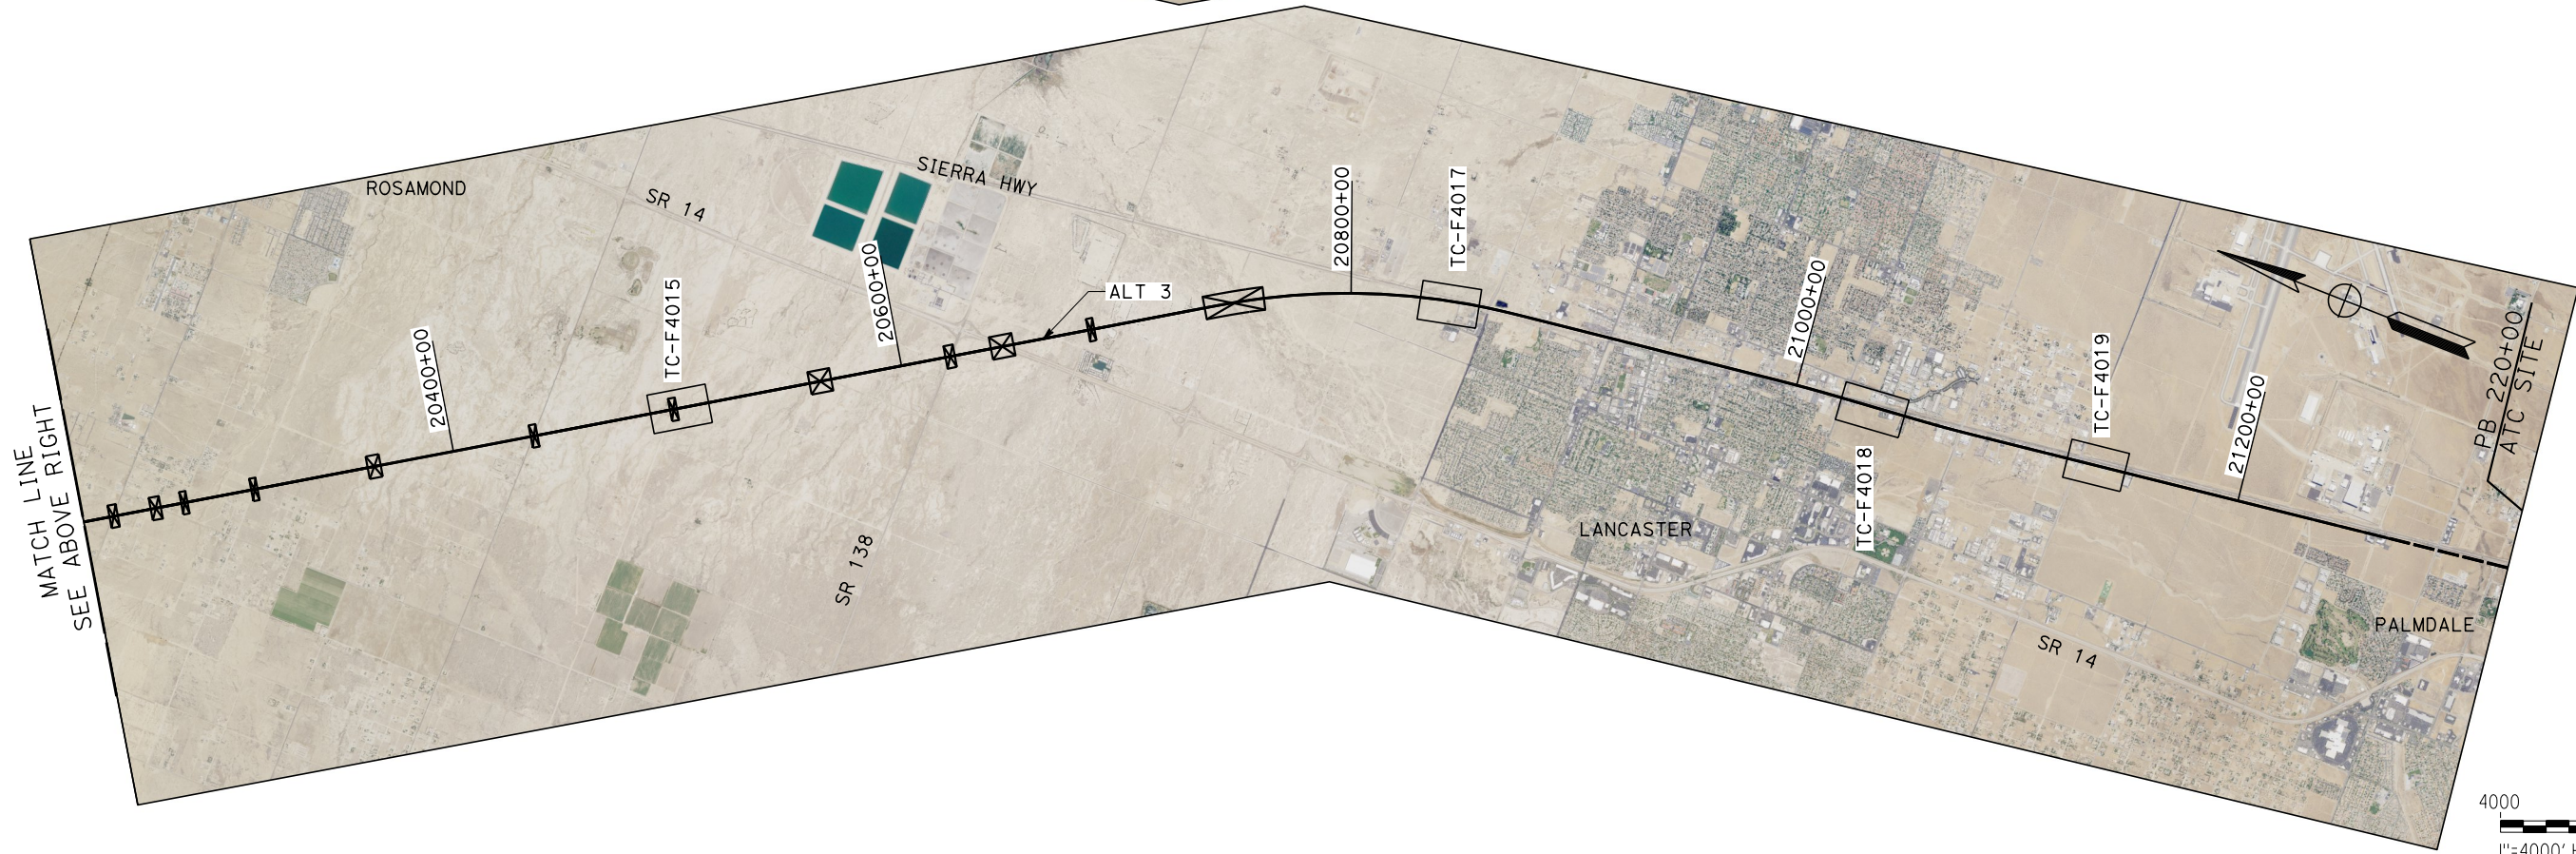 ROSAMOND
SR 14
SIERRA HWY
20800+00
TC-F4017
20400+00
TC-F4015
20600+00
ALT 3
21000+00
TC-F4019
21200+00
PB 220+00
ATC SITE
MATCH LINE
SEE ABOVE RIGHT
SR 138
LANCASTER
TC-F4018
SR 14
PALMDALE
4000
1"=4000'